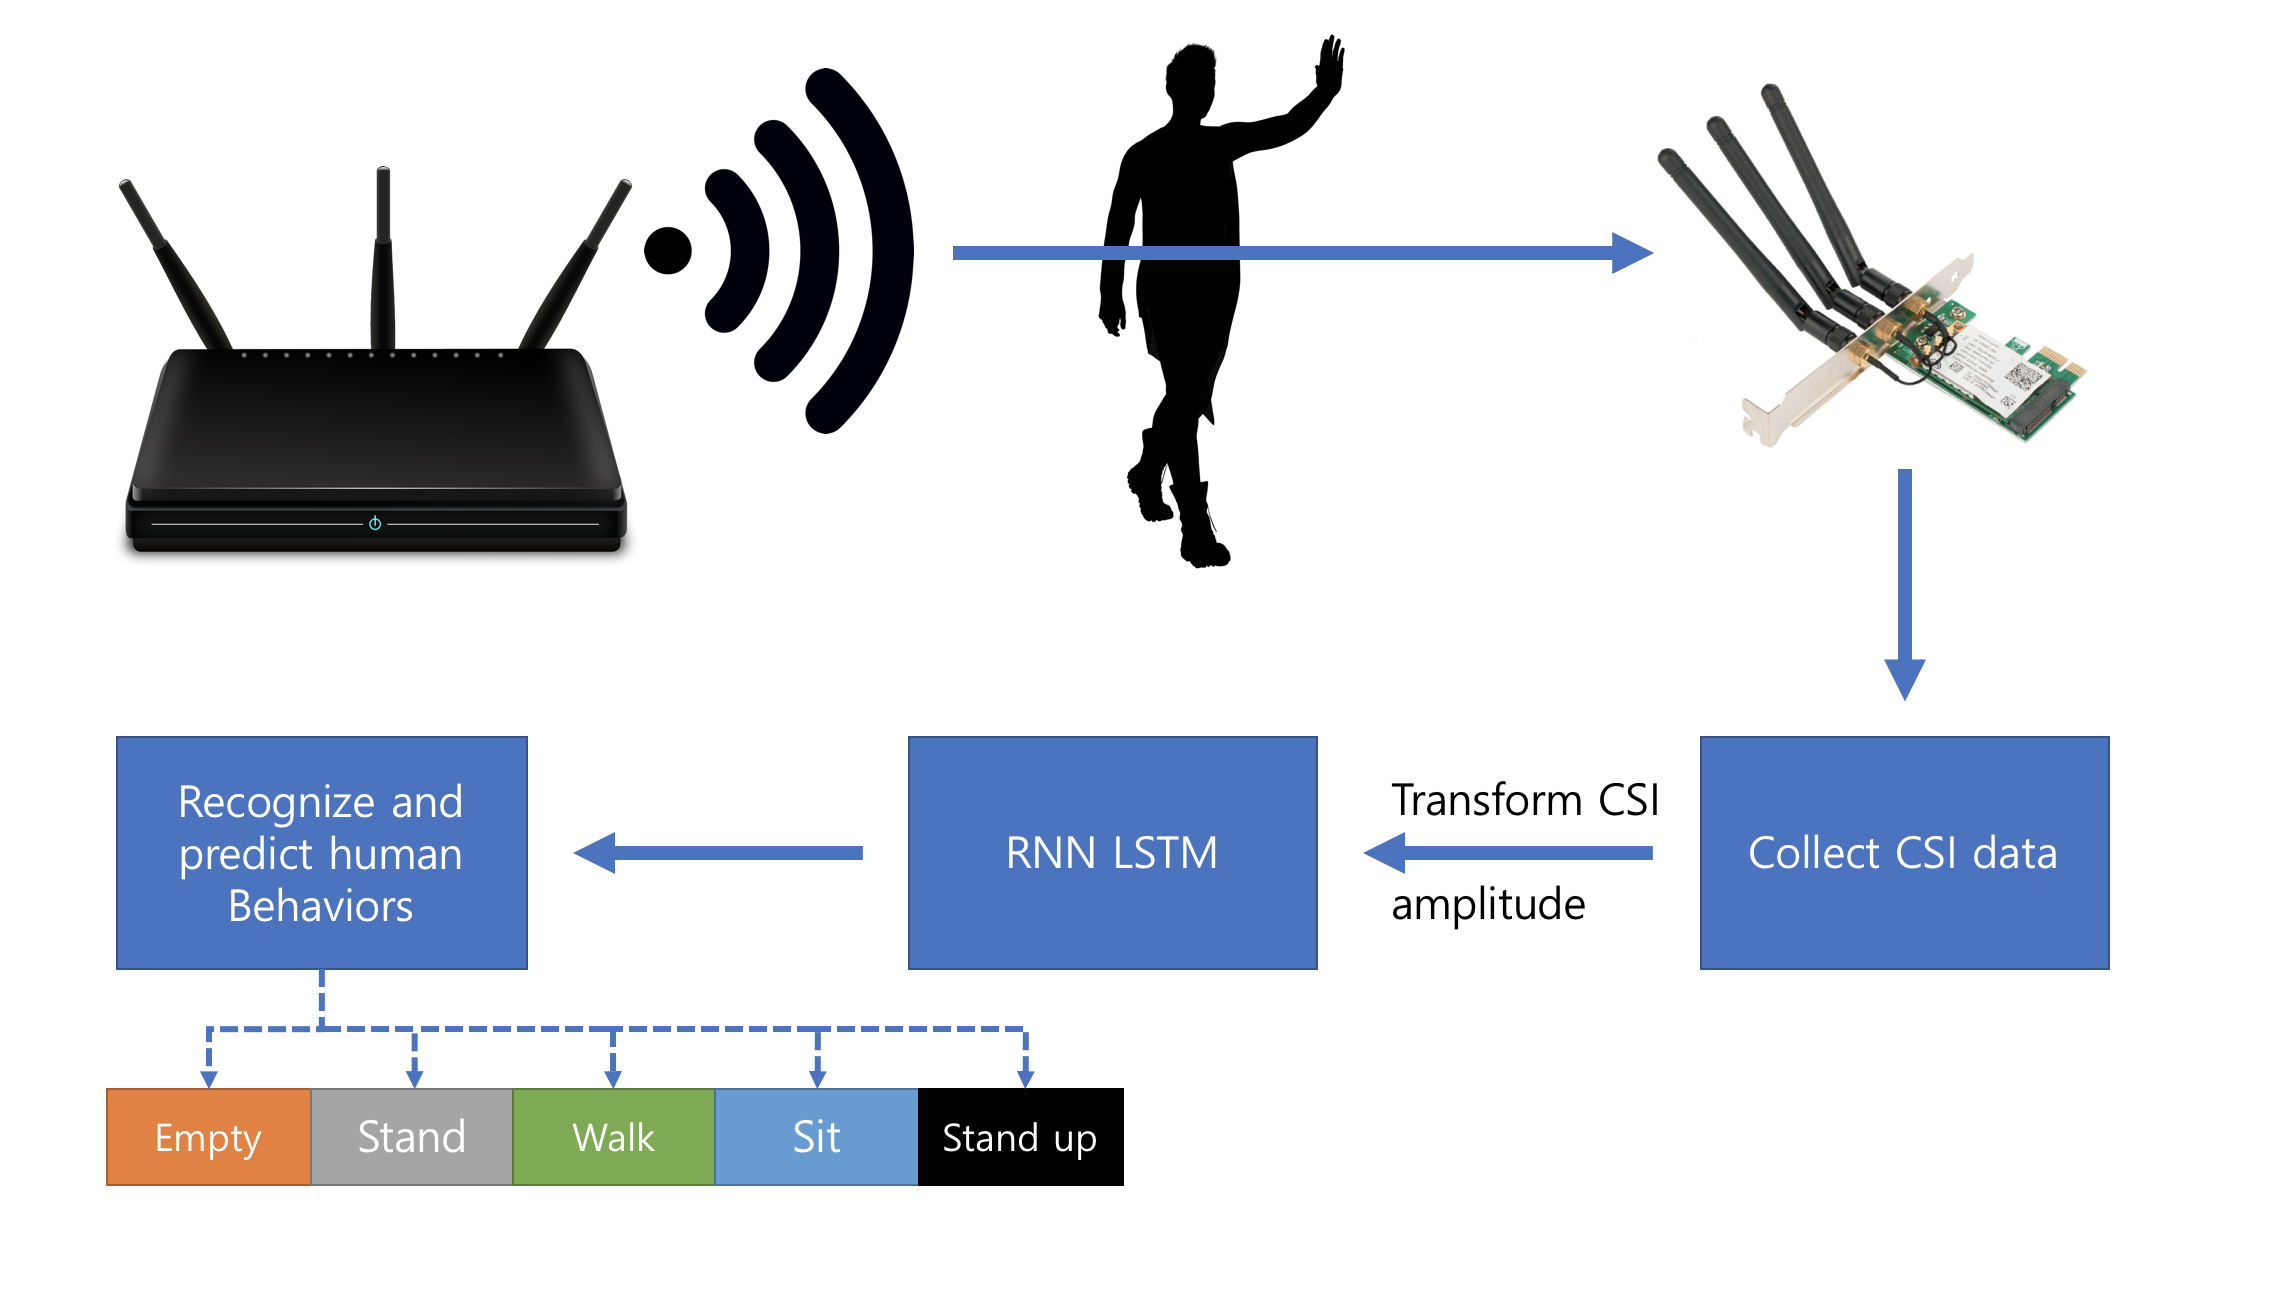 Recognize and
predict human
Behaviors
RNN LSTM
Transform CSI
amplitude
Collect CSI data
Empty
Stand
Walk
Sit
Stand up